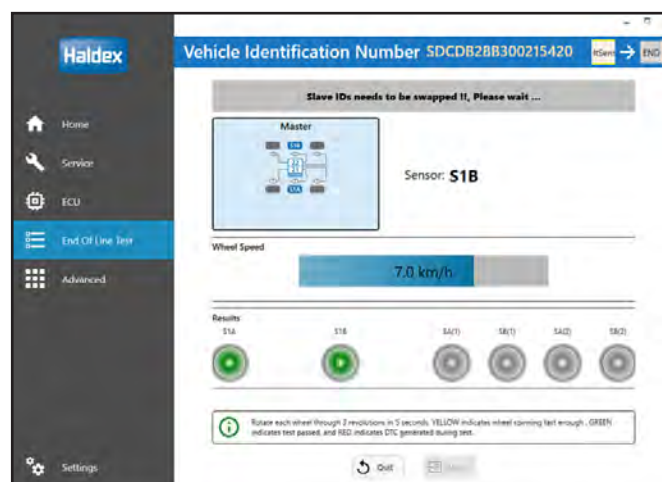 Haldex
Vehicle Identification Number SDCDB28B300215420
END
Slave IDs needs to be swapped !!, Please wait ...
Home
Service
ECU
End Of Line Test
Advanced
Settings
Master
S1B
S1A
Sensor: S1B
Wheel Speed
7.0 km/h
Results
S1A S1B SA(1) SB(1) SA(2) SB(2)
Rotate each wheel through 3 revolutions in 5 seconds. YELLOW indicates wheel spinning fast enough, GREEN
indicates test passed, and RED indicates DTC generated during test.
Quit